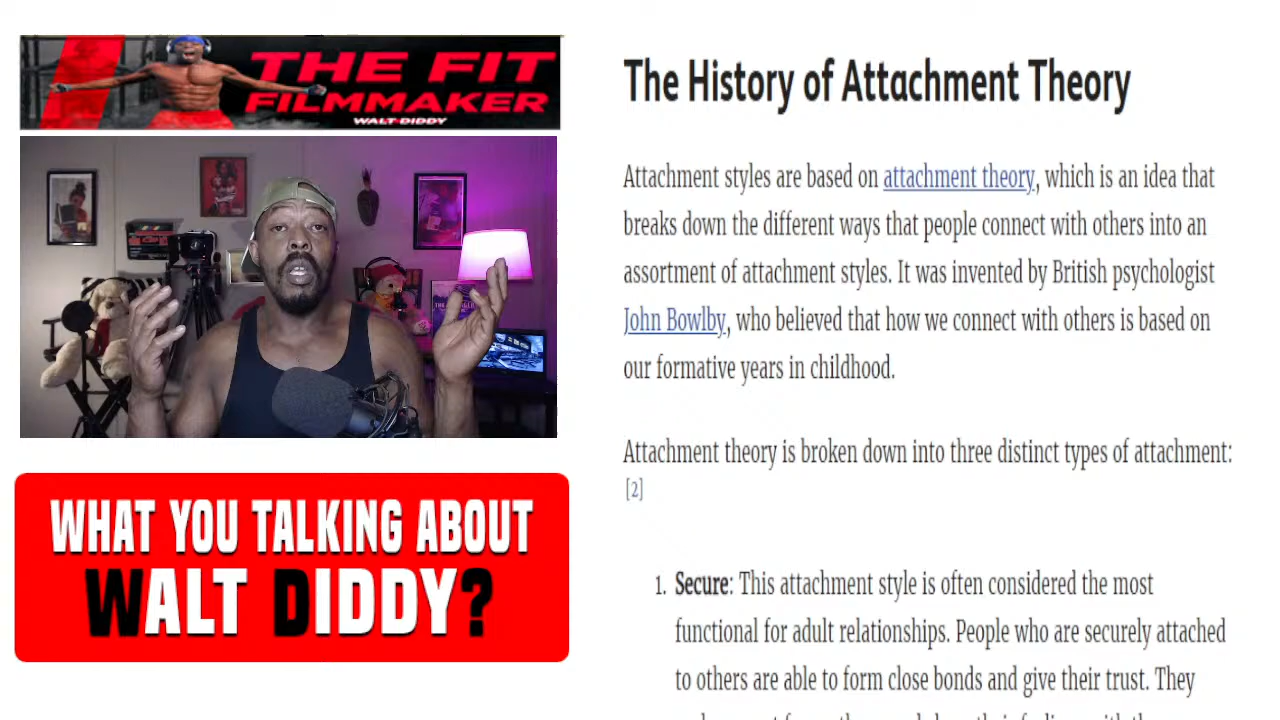 THE FIT
FILMMAKER
WALT DIDDY
WHAT YOU TALKING ABOUT
WALT DIDDY?
The History of Attachment Theory
Attachment styles are based on attachment theory, which is an idea that
breaks down the different ways that people connect with others into an
assortment of attachment styles. It was invented by British psychologist
John Bowlby, who believed that how we connect with others is based on
our formative years in childhood.
Attachment theory is broken down into three distinct types of attachment:
[2]
1. Secure: This attachment style is often considered the most
functional for adult relationships. People who are securely attached
to others are able to form close bonds and give their trust. They